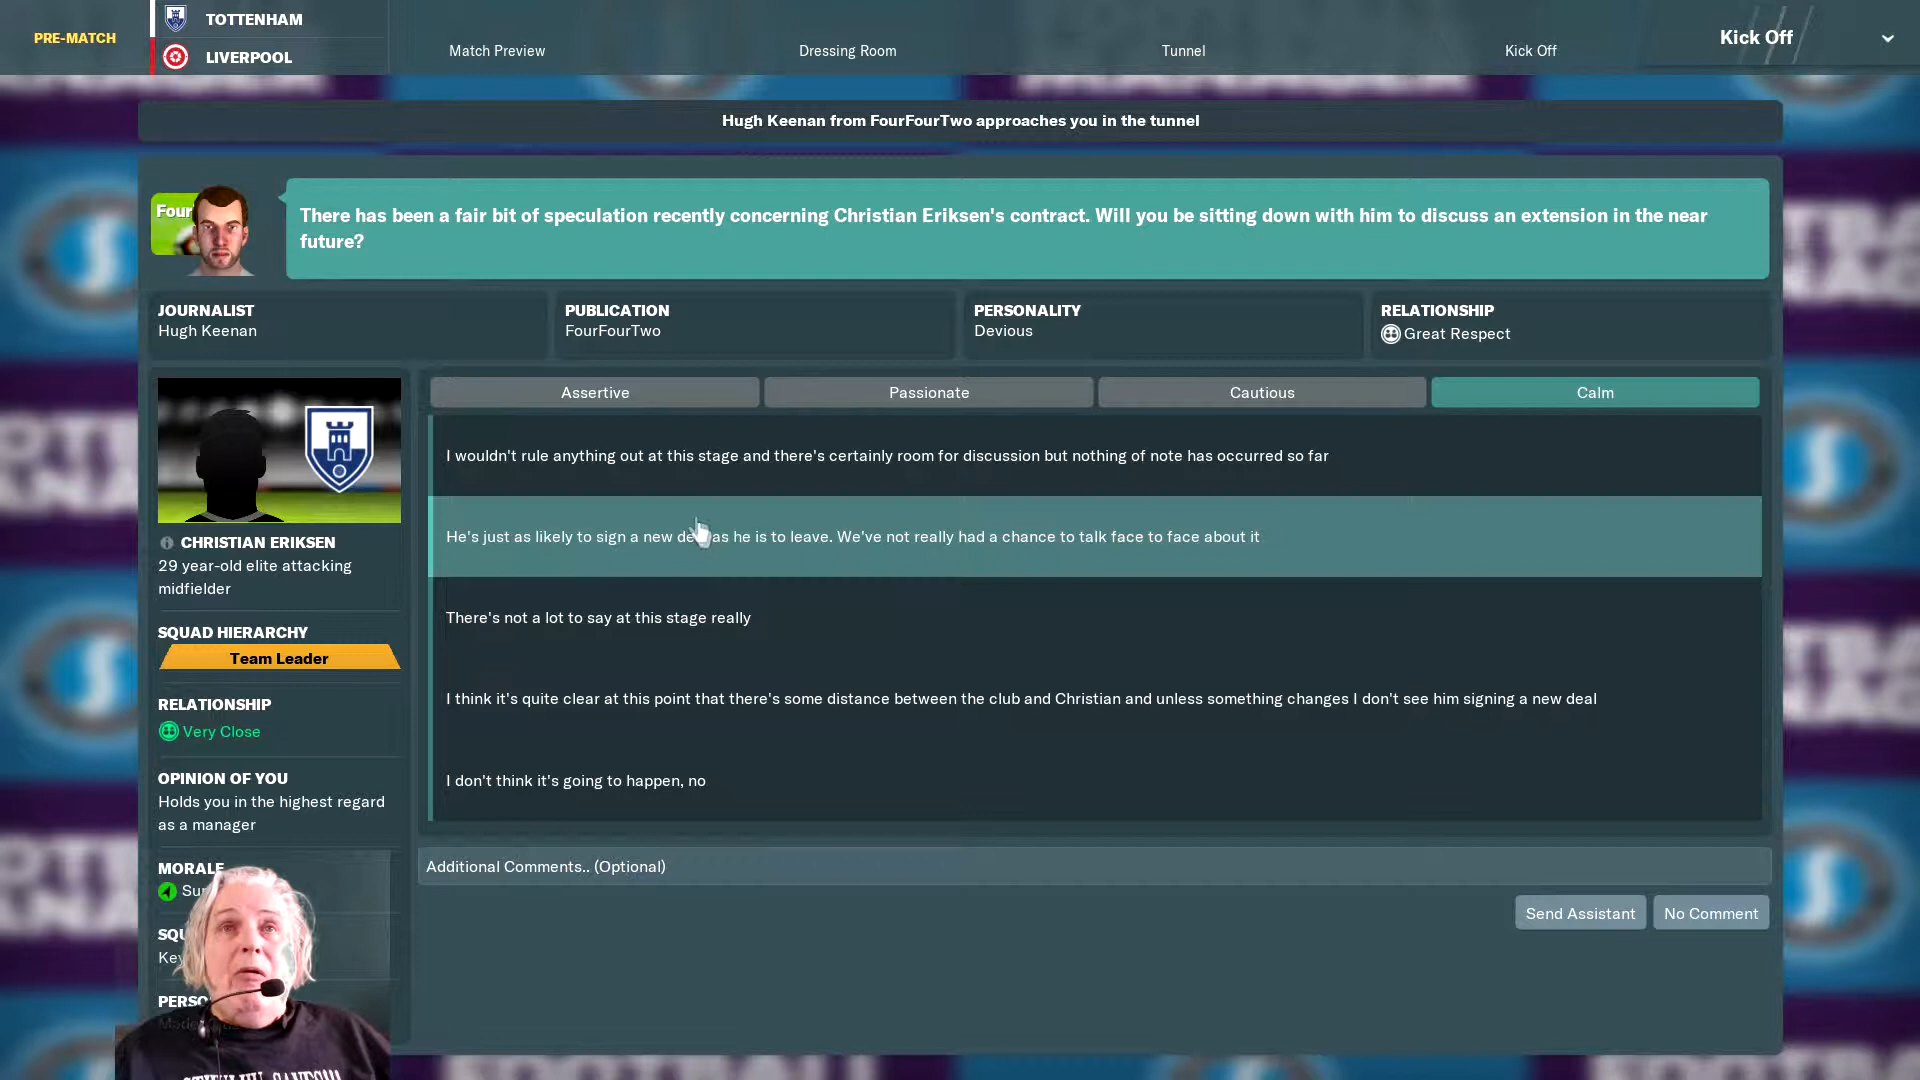 PRE-MATCH
TOTTENHAM
LIVERPOOL
Match Preview
Dressing Room
Tunnel
Kick Off
Kick Off
Hugh Keenan from FourFourTwo approaches you in the tunnel
Four
There has been a fair bit of speculation recently concerning Christian Eriksen's contract. Will you be sitting down with him to discuss an extension in the near
future?
JOURNALIST
Hugh Keenan
PUBLICATION
FourFourTwo
PERSONALITY
Devious
RELATIONSHIP
Great Respect
Assertive
Passionate
Cautious
Calm
I wouldn't rule anything out at this stage and there's certainly room for discussion but nothing of note has occurred so far
He's just as likely to sign a new de as he is to leave. We've not really had a chance to talk face to face about it
There's not a lot to say at this stage really
I think it's quite clear at this point that there's some distance between the club and Christian and unless something changes I don't see him signing a new deal
I don't think it's going to happen, no
CHRISTIAN ERIKSEN
29 year-old elite attacking
midfielder
SQUAD HIERARCHY
Team Leader
RELATIONSHIP
Very Close
OPINION OF YOU
Holds you in the highest regard
as a manager
MORALE
Additional Comments.. (Optional)
Send Assistant
No Comment